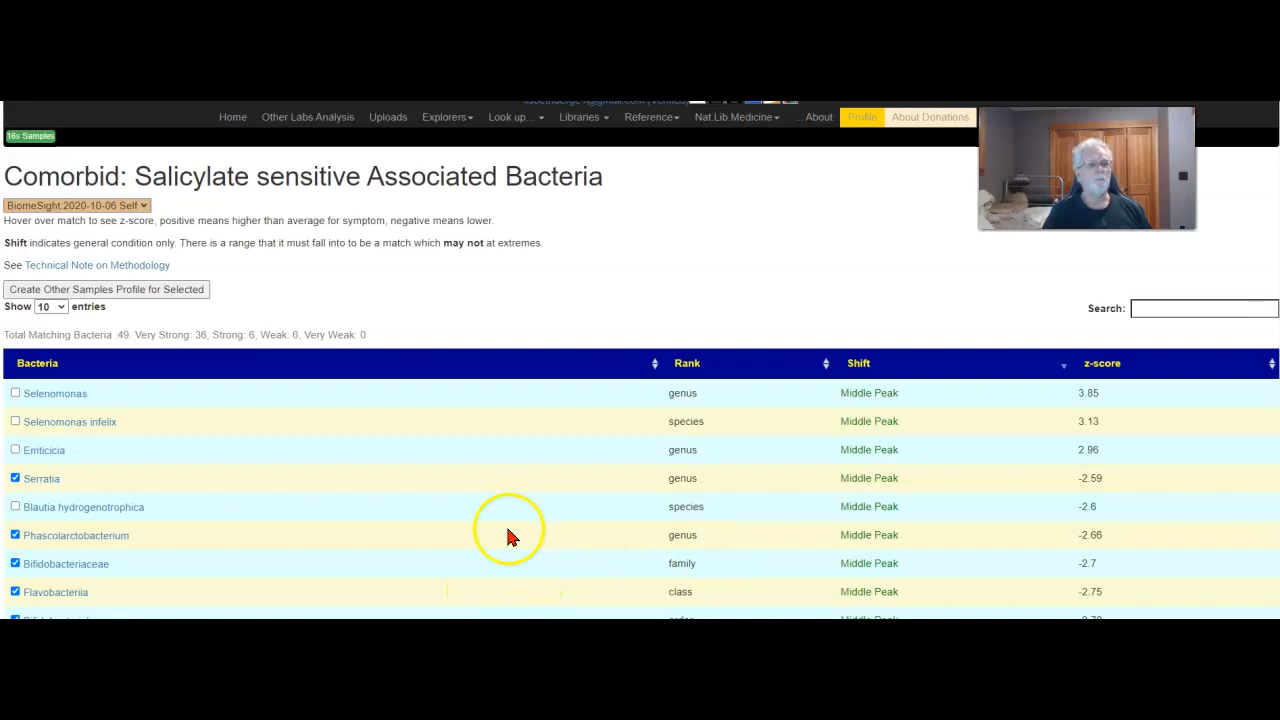 Home Other Labs Analysis Uploads Explorers Look up... Libraries Reference Nat.Lib.Medicine ... About Profile About Donations
16s Samples
Comorbid: Salicylate sensitive Associated Bacteria
BiomeSight:2020-10-06 Self
Hover over match to see z-score, positive means higher than average for symptom, negative means lower.
Shift indicates general condition only. There is a range that it must fall into to be a match which may not at extremes.
See Technical Note on Methodology
Create Other Samples Profile for Selected
Show 10 entries
Search:
Total Matching Bacteria :49. Very Strong: 36, Strong: 6, Weak: 6, Very Weak: 0
Bacteria Rank Shift z-score
Selenomonas genus Middle Peak 3.85
Selenomonas infelix species Middle Peak 3.13
Emticicia genus Middle Peak 2.96
Serratia genus Middle Peak -2.59
Blautia hydrogenotrophica species Middle Peak -2.6
Phascolarctobacterium genus Middle Peak -2.66
Bifidobacteriaceae family Middle Peak -2.7
Flavobacteriia class Middle Peak -2.75